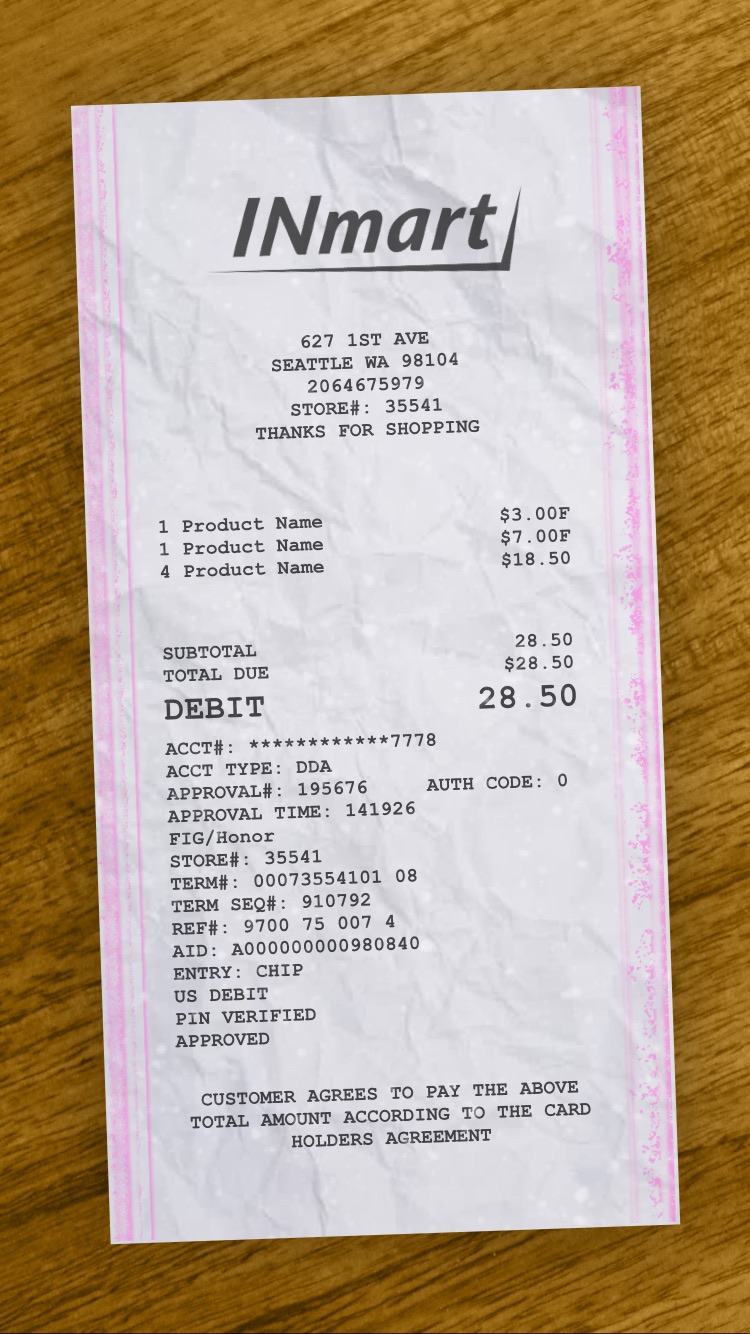 INmart
627 1ST AVE
SEATTLE WA 98104
2064675979
STORE#: 35541
THANKS FOR SHOPPING
1 Product Name $3.00F
1 Product Name $7.00F
4 Product Name $18.50
SUBTOTAL 28.50
TOTAL DUE $28.50
DEBIT 28.50
ACCT#: ************7778
ACCT TYPE: DDA
APPROVAL#: 195676 AUTH CODE: 0
APPROVAL TIME: 141926
FIG/Honor
STORE#: 35541
TERM#: 00073554101 08
TERM SEQ#: 910792
REF#: 9700 75 007 4
AID: A000000000980840
ENTRY: CHIP
US DEBIT
PIN VERIFIED
APPROVED
CUSTOMER AGREES TO PAY THE ABOVE
TOTAL AMOUNT ACCORDING TO THE CARD
HOLDERS AGREEMENT